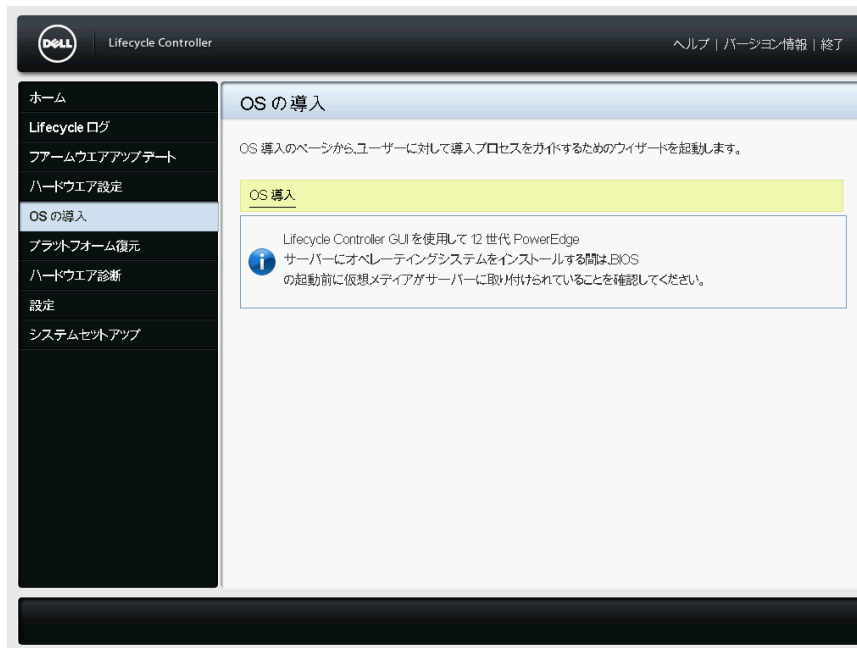 DELL
Lifecycle Controller
ヘルプ | バージョン情報 | 終了
ホーム
Lifecycle ログ
ファームウエアアップデート
ハードウエア設定
OS の導入
プラットフォーム復元
ハードウエア診断
設定
システムセットアップ
OS の導入
OS 導入のページから、ユーザーに対して導入プロセスをガイドするためのウィザードを起動します。
OS 導入
Lifecycle Controller GUI を使用して 12 世代 PowerEdge
サーバーにオペレーティングシステムをインストールする間は、BIOS
の起動前に仮想メディアがサーバーに取り付けられていることを確認してください。